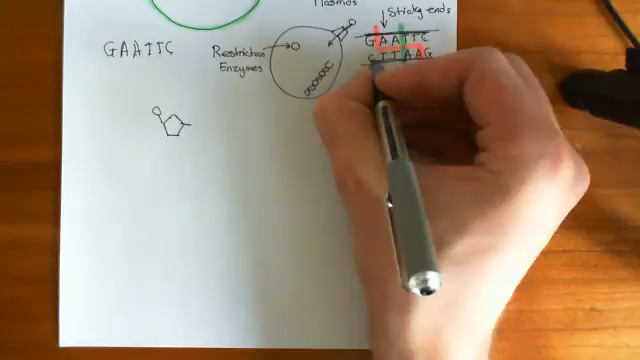 Plasmids
Sticky ends
GAATTC
Restriction
Enzymes
GAATTC
CTTAAG